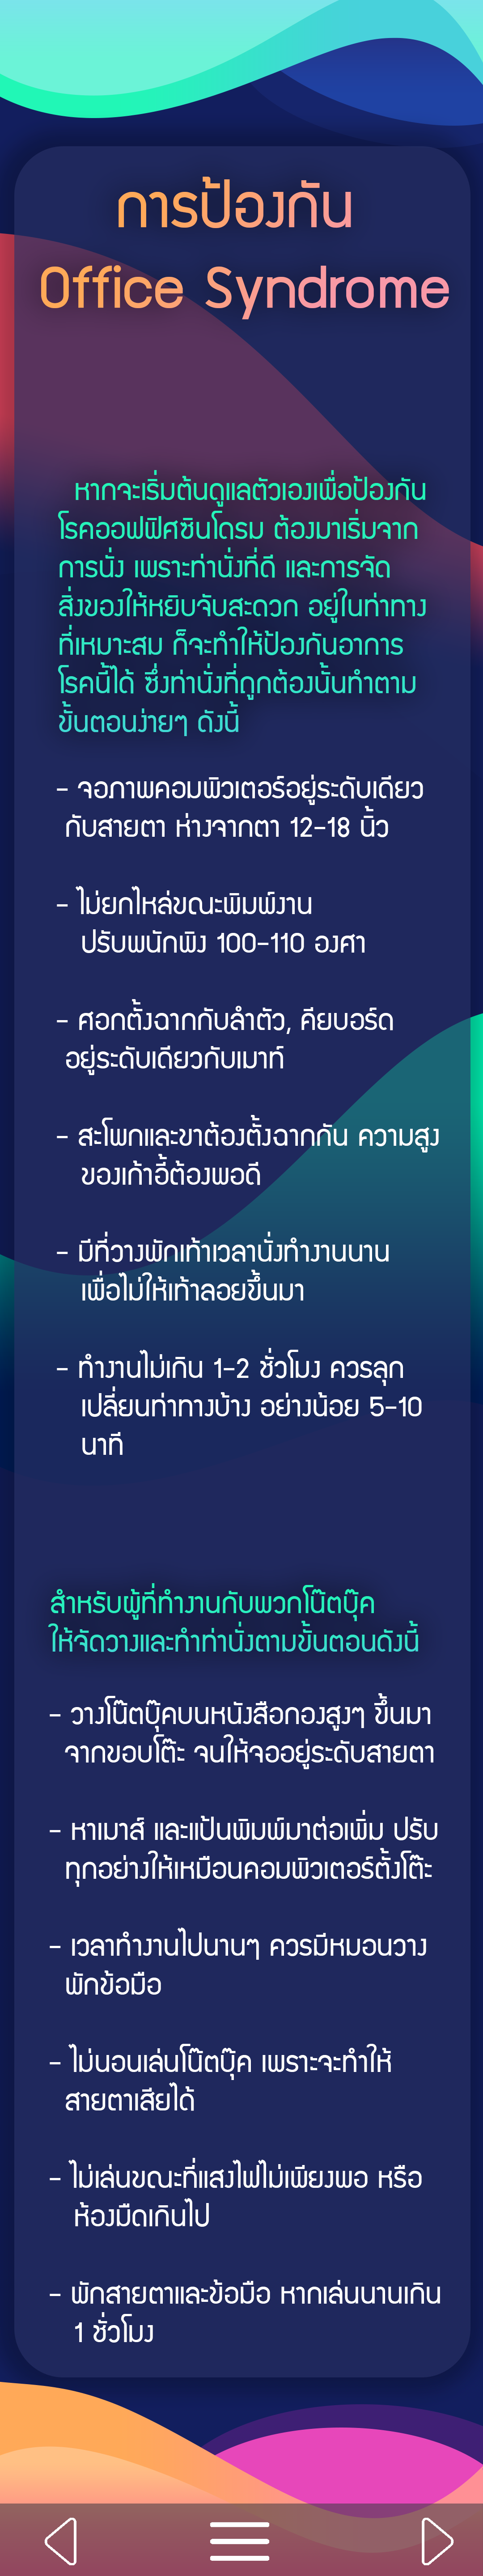 การป้องกัน
Office Syndrome
หากจะเริ่มต้นดูแลตัวเองเพื่อป้องกัน
โรคออฟฟิศซินโดรม ต้องมาเริ่มจาก
การนั่ง เพราะท่านั่งที่ดี และการจัด
สิ่งของให้หยิบจับสะดวก อยู่ในท่าทาง
ที่เหมาะสม ก็จะทำให้ป้องกันอาการ
โรคนี้ได้ ซึ่งท่านั่งที่ถูกต้องนั้นทำตาม
ขั้นตอนง่ายๆ ดังนี้
- จอภาพคอมพิวเตอร์อยู่ระดับเดียว
กับสายตา ห่างจากตา 12-18 นิ้ว
- ไม่ยกไหล่ขณะพิมพ์งาน
ปรับพนักพิง 100-110 องศา
- ศอกตั้งฉากกับลำตัว, คียบอร์ด
อยู่ระดับเดียวกับเมาท์
- สะโพกและขาต้องตั้งฉากกัน ความสูง
ของเก้าอี้ต้องพอดี
- มีที่วางพักเท้าเวลานั่งทำงานนาน
เพื่อไม่ให้เท้าลอยขึ้นมา
- ทำงานไม่เกิน 1-2 ชั่วโมง ควรลุก
เปลี่ยนท่าทางบ้าง อย่างน้อย 5-10
นาที
สำหรับผู้ที่ทำงานกับพวกโน๊ตบุ๊ค
ให้จัดวางและทำท่านั่งตามขั้นตอนดังนี้
- วางโน๊ตบุ๊คบนหนังสือกองสูงๆ ขึ้นมา
จากขอบโต๊ะ จนให้จออยู่ระดับสายตา
- หาเมาส์ และแป้นพิมพ์มาต่อเพิ่ม ปรับ
ทุกอย่างให้เหมือนคอมพิวเตอร์ตั้งโต๊ะ
- เวลาทำงานไปนานๆ ควรมีหมอนวาง
พักข้อมือ
- ไม่นอนเล่นโน๊ตบุ๊ค เพราะจะทำให้
สายตาเสียได้
- ไม่เล่นขณะที่แสงไฟไม่เพียงพอ หรือ
ห้องมืดเกินไป
- พักสายตาและข้อมือ หากเล่นนานเกิน
1 ชั่วโมง